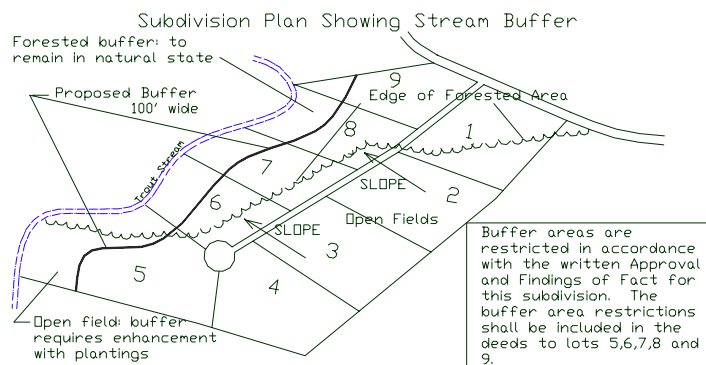 Subdivision Plan Showing Stream Buffer
Forested buffer: to
remain in natural state
Proposed Buffer
100' wide
9
Edge of Forested Area
8
1
Trout Stream
7
SLOPE
2
6
Open Fields
SLOPE
3
5
4
Open field: buffer
requires enhancement
with plantings
Buffer areas are
restricted in accordance
with the written Approval
and Findings of Fact for
this subdivision. The
buffer area restrictions
shall be included in the
deeds to lots 5,6,7,8 and
9.